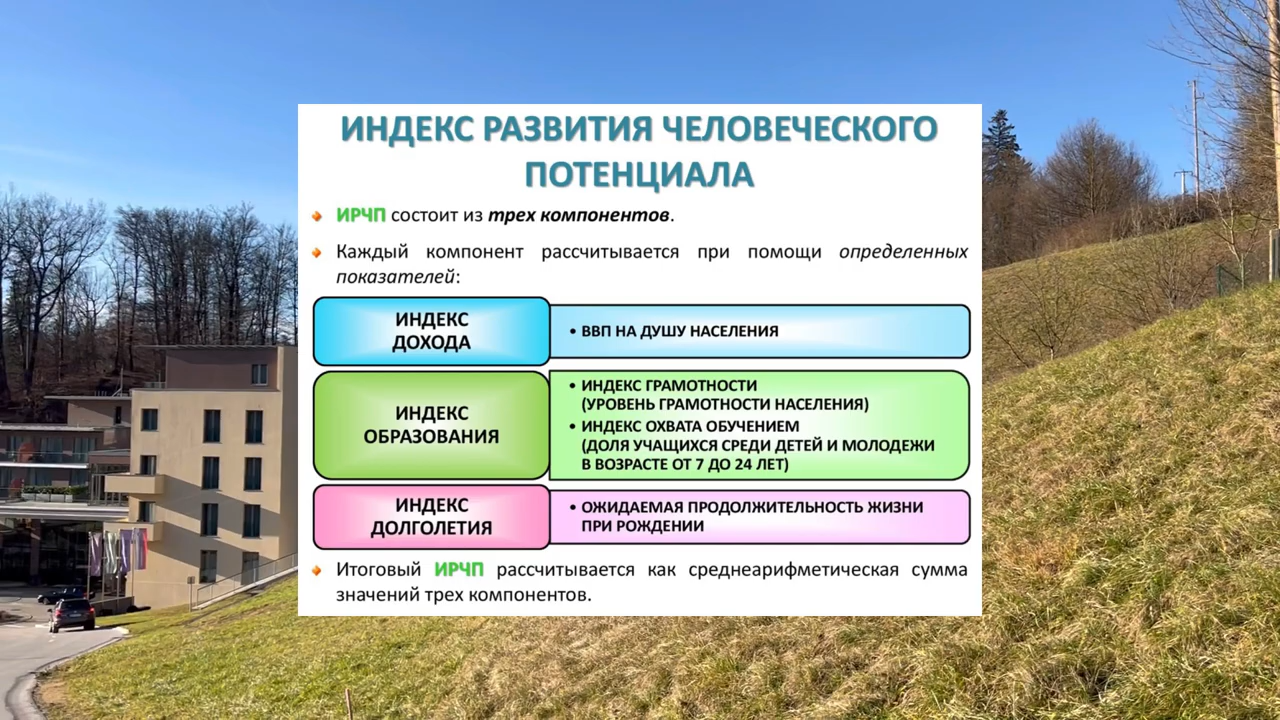 ИНДЕКС РАЗВИТИЯ ЧЕЛОВЕЧЕСКОГО
ПОТЕНЦИАЛА
ИРЧП состоит из трех компонентов.
Каждый компонент рассчитывается при помощи определенных
показателей:
ИНДЕКС
ДОХОДА
• ВВП НА ДУШУ НАСЕЛЕНИЯ
ИНДЕКС
ОБРАЗОВАНИЯ
• ИНДЕКС ГРАМОТНОСТИ
(УРОВЕНЬ ГРАМОТНОСТИ НАСЕЛЕНИЯ)
• ИНДЕКС ОХВАТА ОБУЧЕНИЕМ
(ДОЛЯ УЧАЩИХСЯ СРЕДИ ДЕТЕЙ И МОЛОДЕЖИ
В ВОЗРАСТЕ ОТ 7 ДО 24 ЛЕТ)
ИНДЕКС
ДОЛГОЛЕТИЯ
• ОЖИДАЕМАЯ ПРОДОЛЖИТЕЛЬНОСТЬ ЖИЗНИ
ПРИ РОЖДЕНИИ
Итоговый ИРЧП рассчитывается как среднеарифметическая сумма
значений трех компонентов.